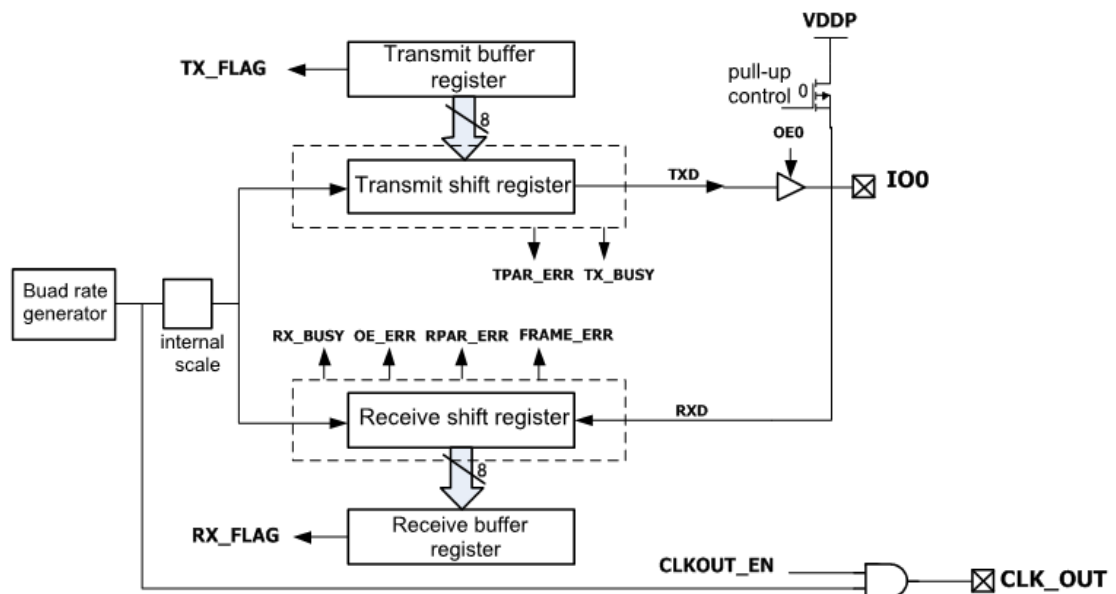 VDDP
Transmit buffer
register
TX_FLAG
pull-up
control
0
8
OE0
Transmit shift register
TXD
IO0
TPAR_ERR TX_BUSY
Buad rate
generator
internal
scale
RX_BUSY OE_ERR RPAR_ERR FRAME_ERR
Receive shift register
RXD
8
Receive buffer
register
RX_FLAG
CLKOUT_EN
CLK_OUT